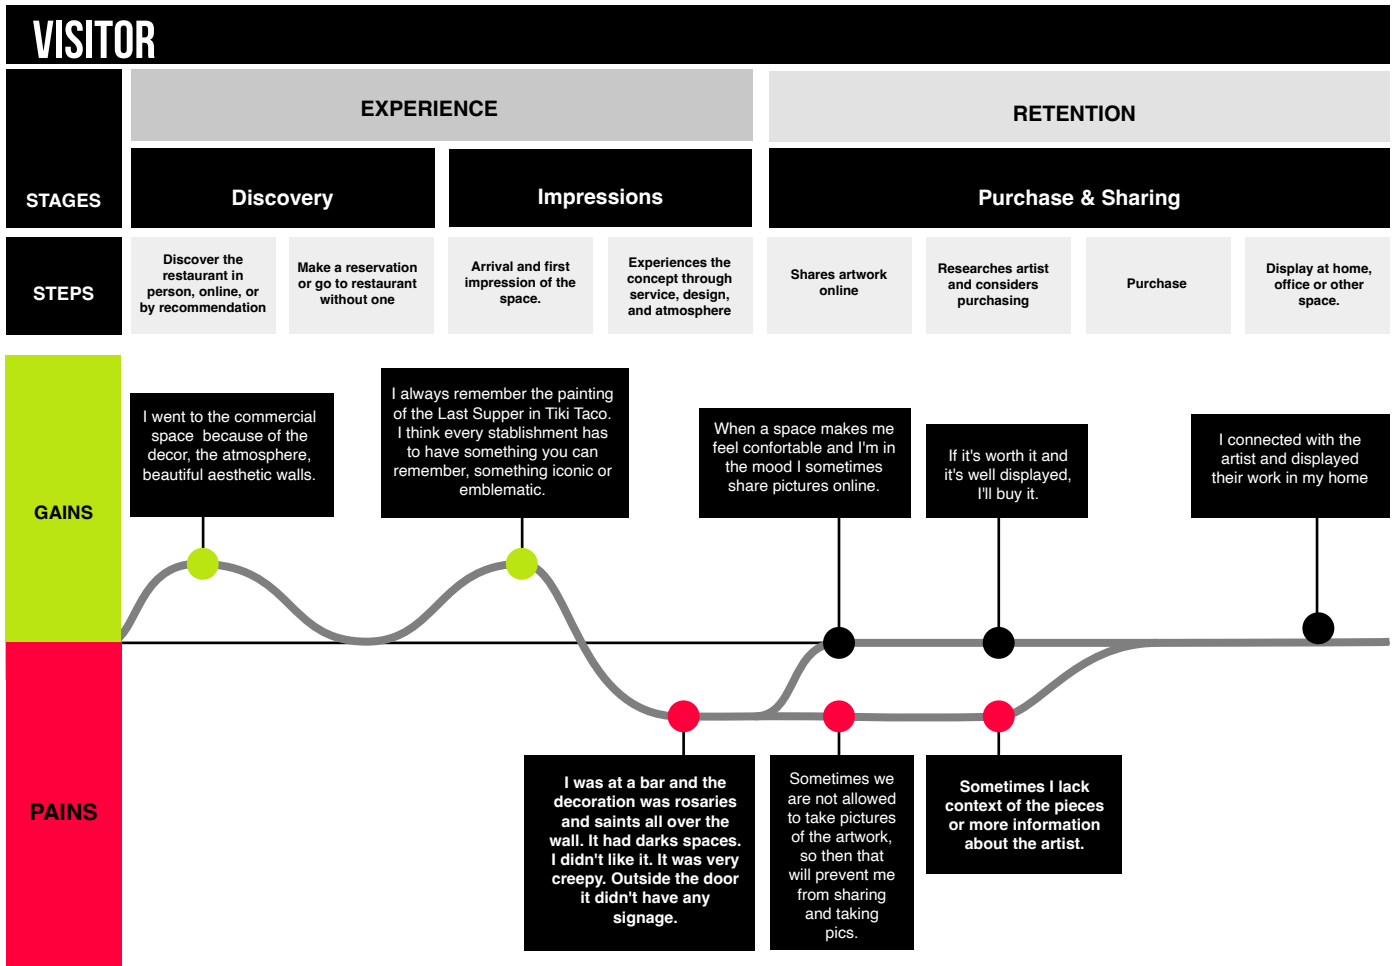 VISITOR
EXPERIENCE
RETENTION
STAGES
Discovery
Impressions
Purchase & Sharing
STEPS
Discover the
restaurant in
person, online, or
by recommendation
Make a reservation
or go to restaurant
without one
Arrival and first
impression of the
space.
Experiences the
concept through
service, design,
and atmosphere
Shares artwork
online
Researches artist
and considers
purchasing
Purchase
Display at home,
office or other
space.
GAINS
I went to the commercial
space  because of the
decor, the atmosphere,
beautiful aesthetic walls.
I always remember the painting
of the Last Supper in Tiki Taco.
I think every stablishment has
to have something you can
remember, something iconic or
emblematic.
When a space makes me
feel confortable and I'm in
the mood I sometimes
share pictures online.
If it's worth it and
it's well displayed,
I'll buy it.
I connected with the
artist and displayed
their work in my home
PAINS
I was at a bar and the
decoration was rosaries
and saints all over the
wall. It had darks spaces.
I didn't like it. It was very
creepy. Outside the door
it didn't have any
signage.
Sometimes we
are not allowed
to take pictures
of the artwork,
so then that
will prevent me
from sharing
and taking
pics.
Sometimes I lack
context of the pieces
or more information
about the artist.